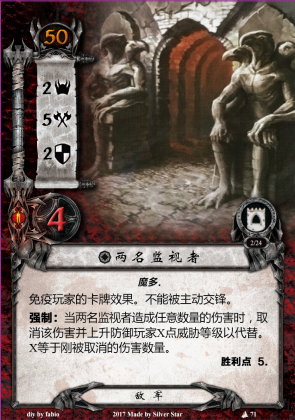 50
2
5
2
4
2/24
两名监视者
魔多.
免疫玩家的卡牌效果。不能被主动交锋。
强制：当两名监视者造成任意数量的伤害时，取
消该伤害并上升防御玩家X点威胁等级以代替。
X等于刚被取消的伤害数量。
胜利点 5.
敌军
diy by fabio 2017 Made by Silver Star 71